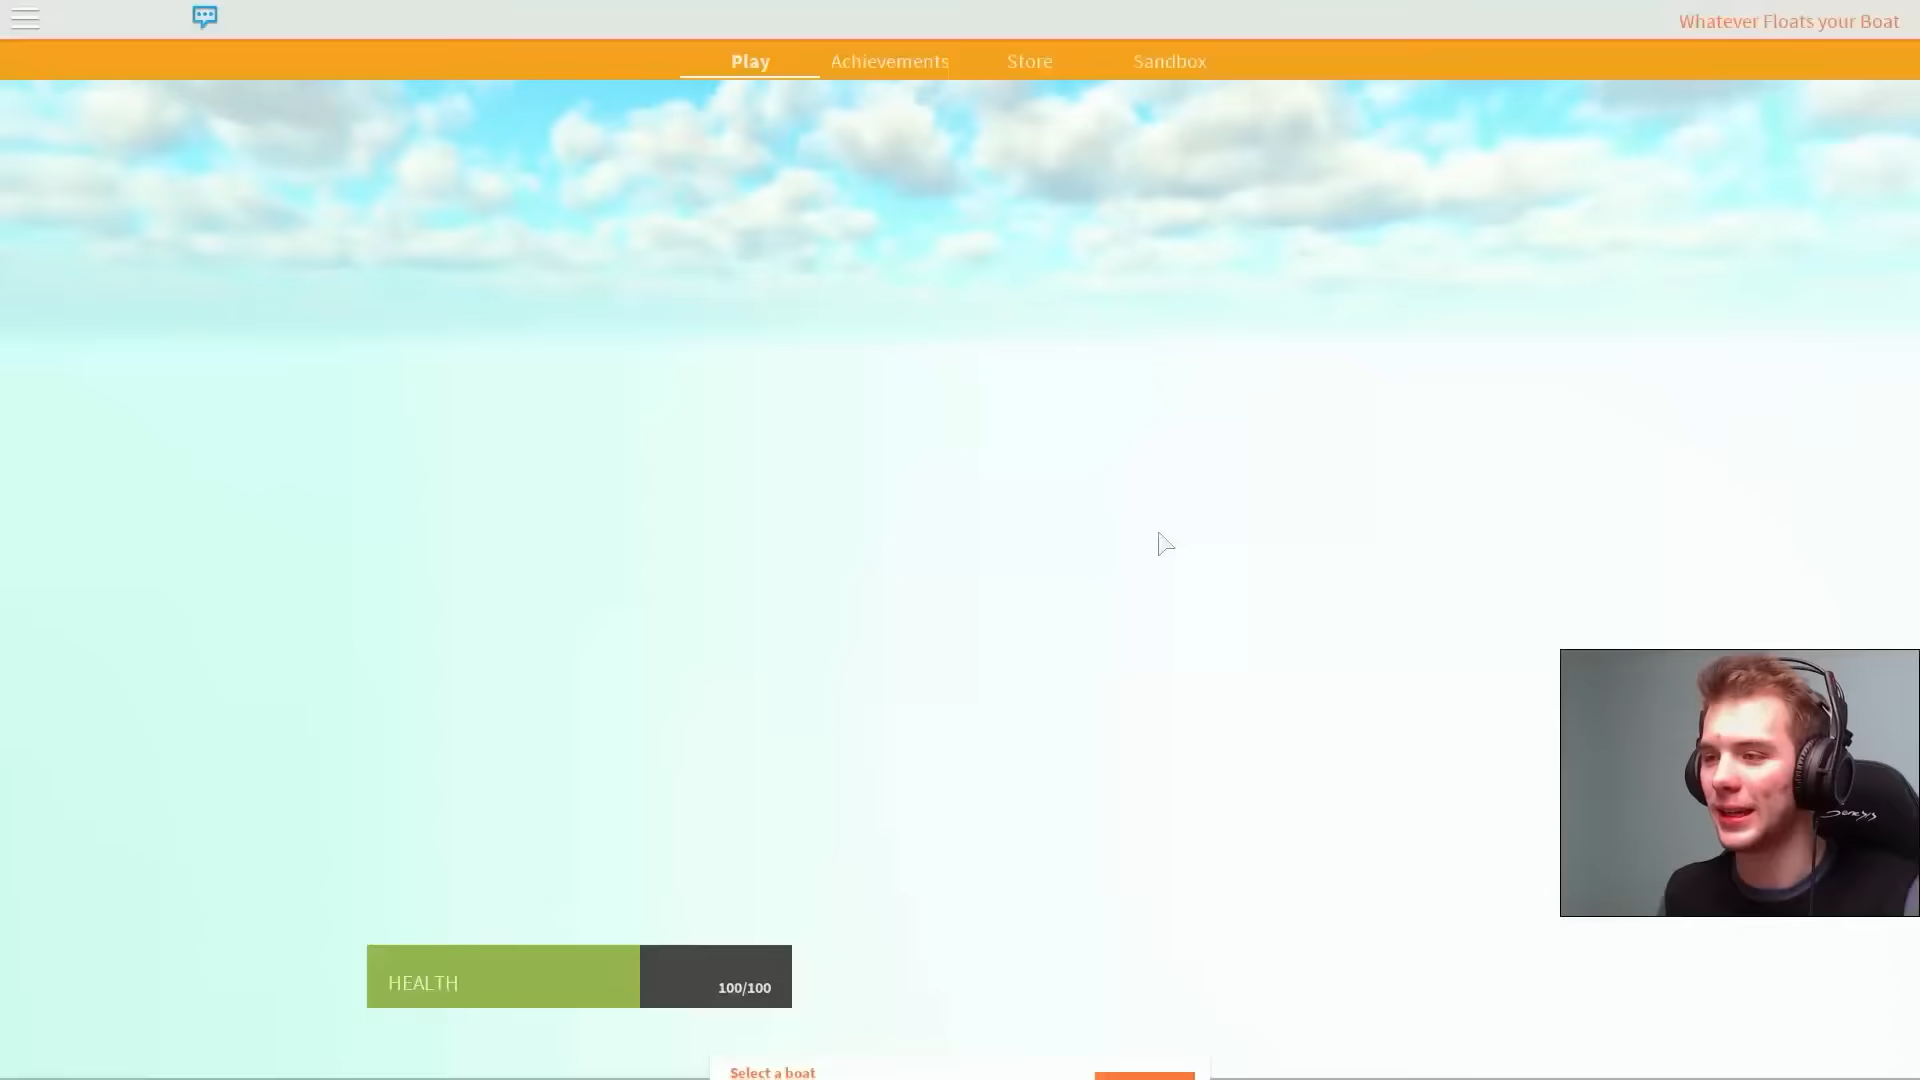 Whatever Floats your Boat
Play Achievements Store Sandbox
HEALTH 100/100
Select a boat